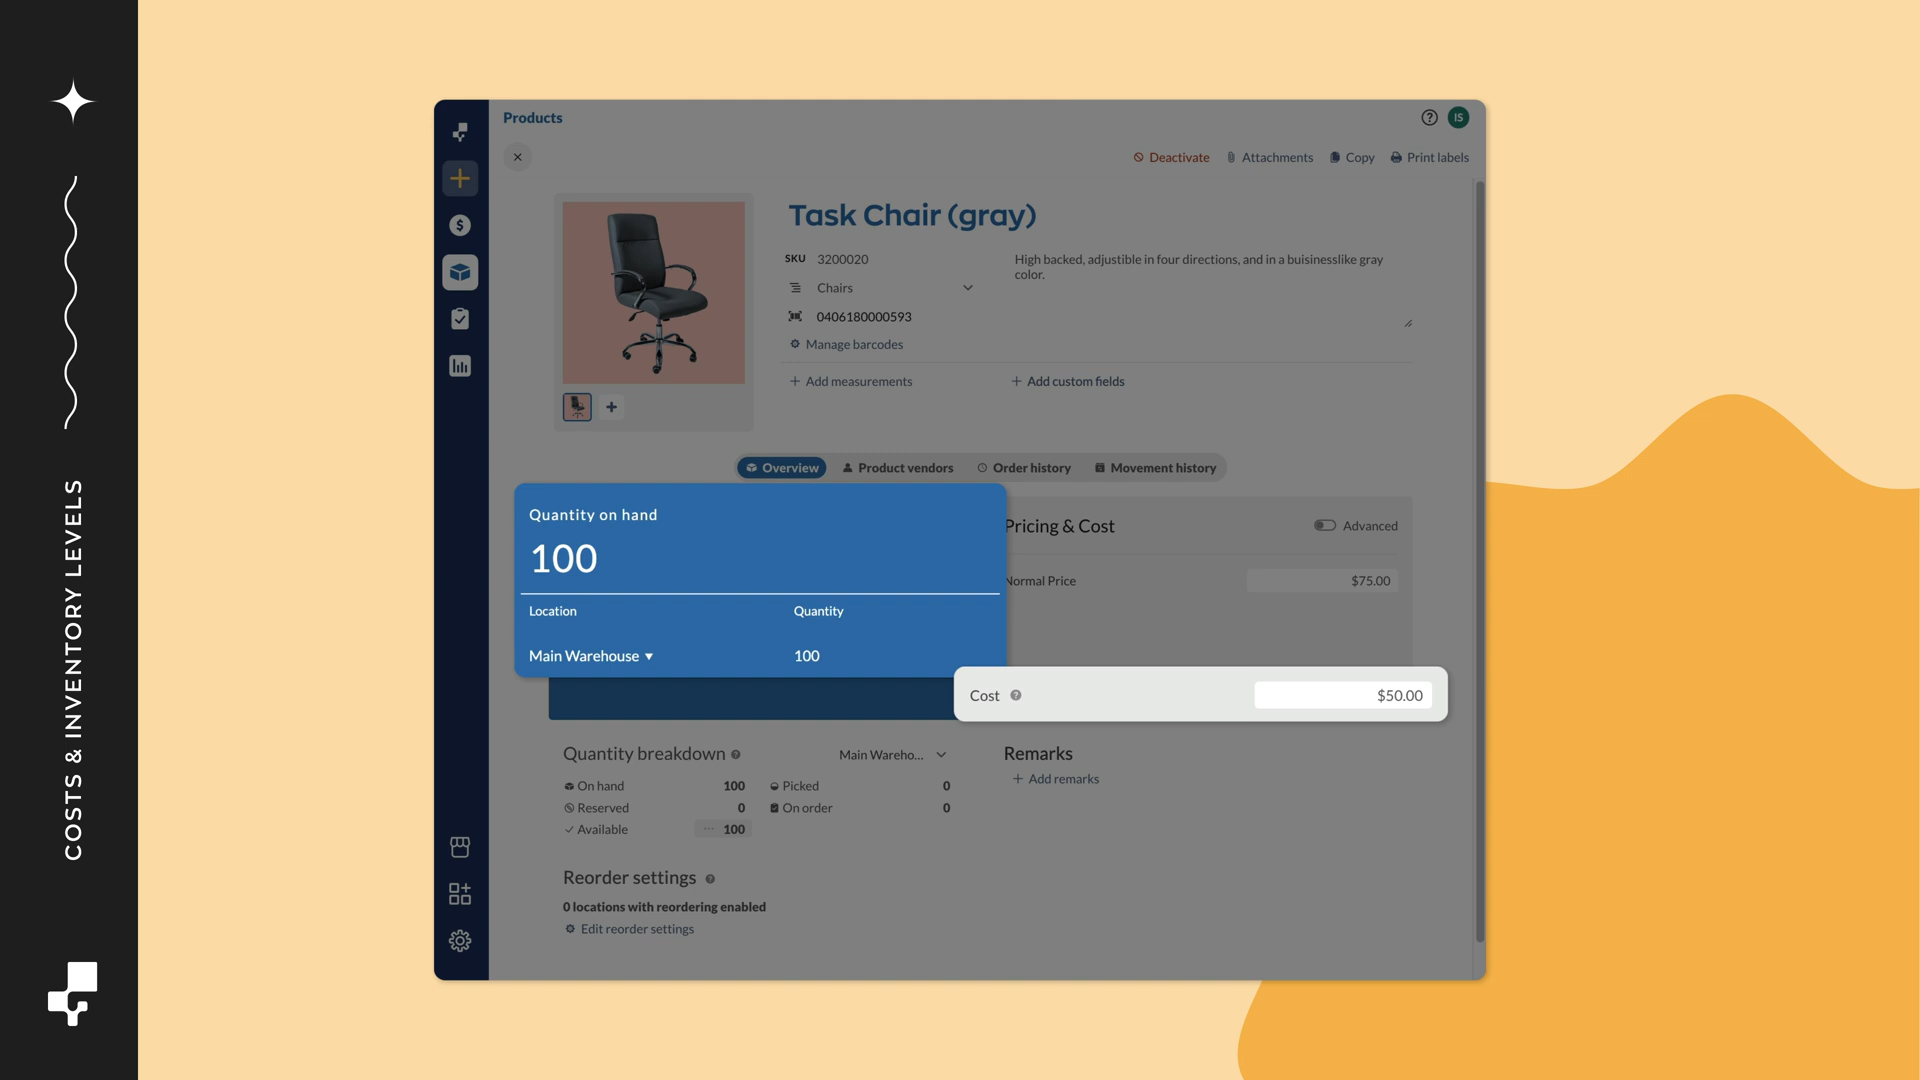 COSTS & INVENTORY LEVELS
Products
IS
Deactivate
Attachments
Copy
Print labels
Task Chair (gray)
SKU 3200020
High backed, adjustable in four directions, and in a buisinesslike gray
color.
Chairs
0406180000593
Manage barcodes
+ Add measurements
+ Add custom fields
Overview
Product vendors
Order history
Movement history
Quantity on hand
100
Location Quantity
Main Warehouse 100
Pricing & Cost
Advanced
Normal Price $75.00
Cost $50.00
Quantity breakdown
Main Wareho...
On hand 100
Picked 0
Reserved 0
On order 0
Available ... 100
Remarks
+ Add remarks
Reorder settings
0 locations with reordering enabled
Edit reorder settings